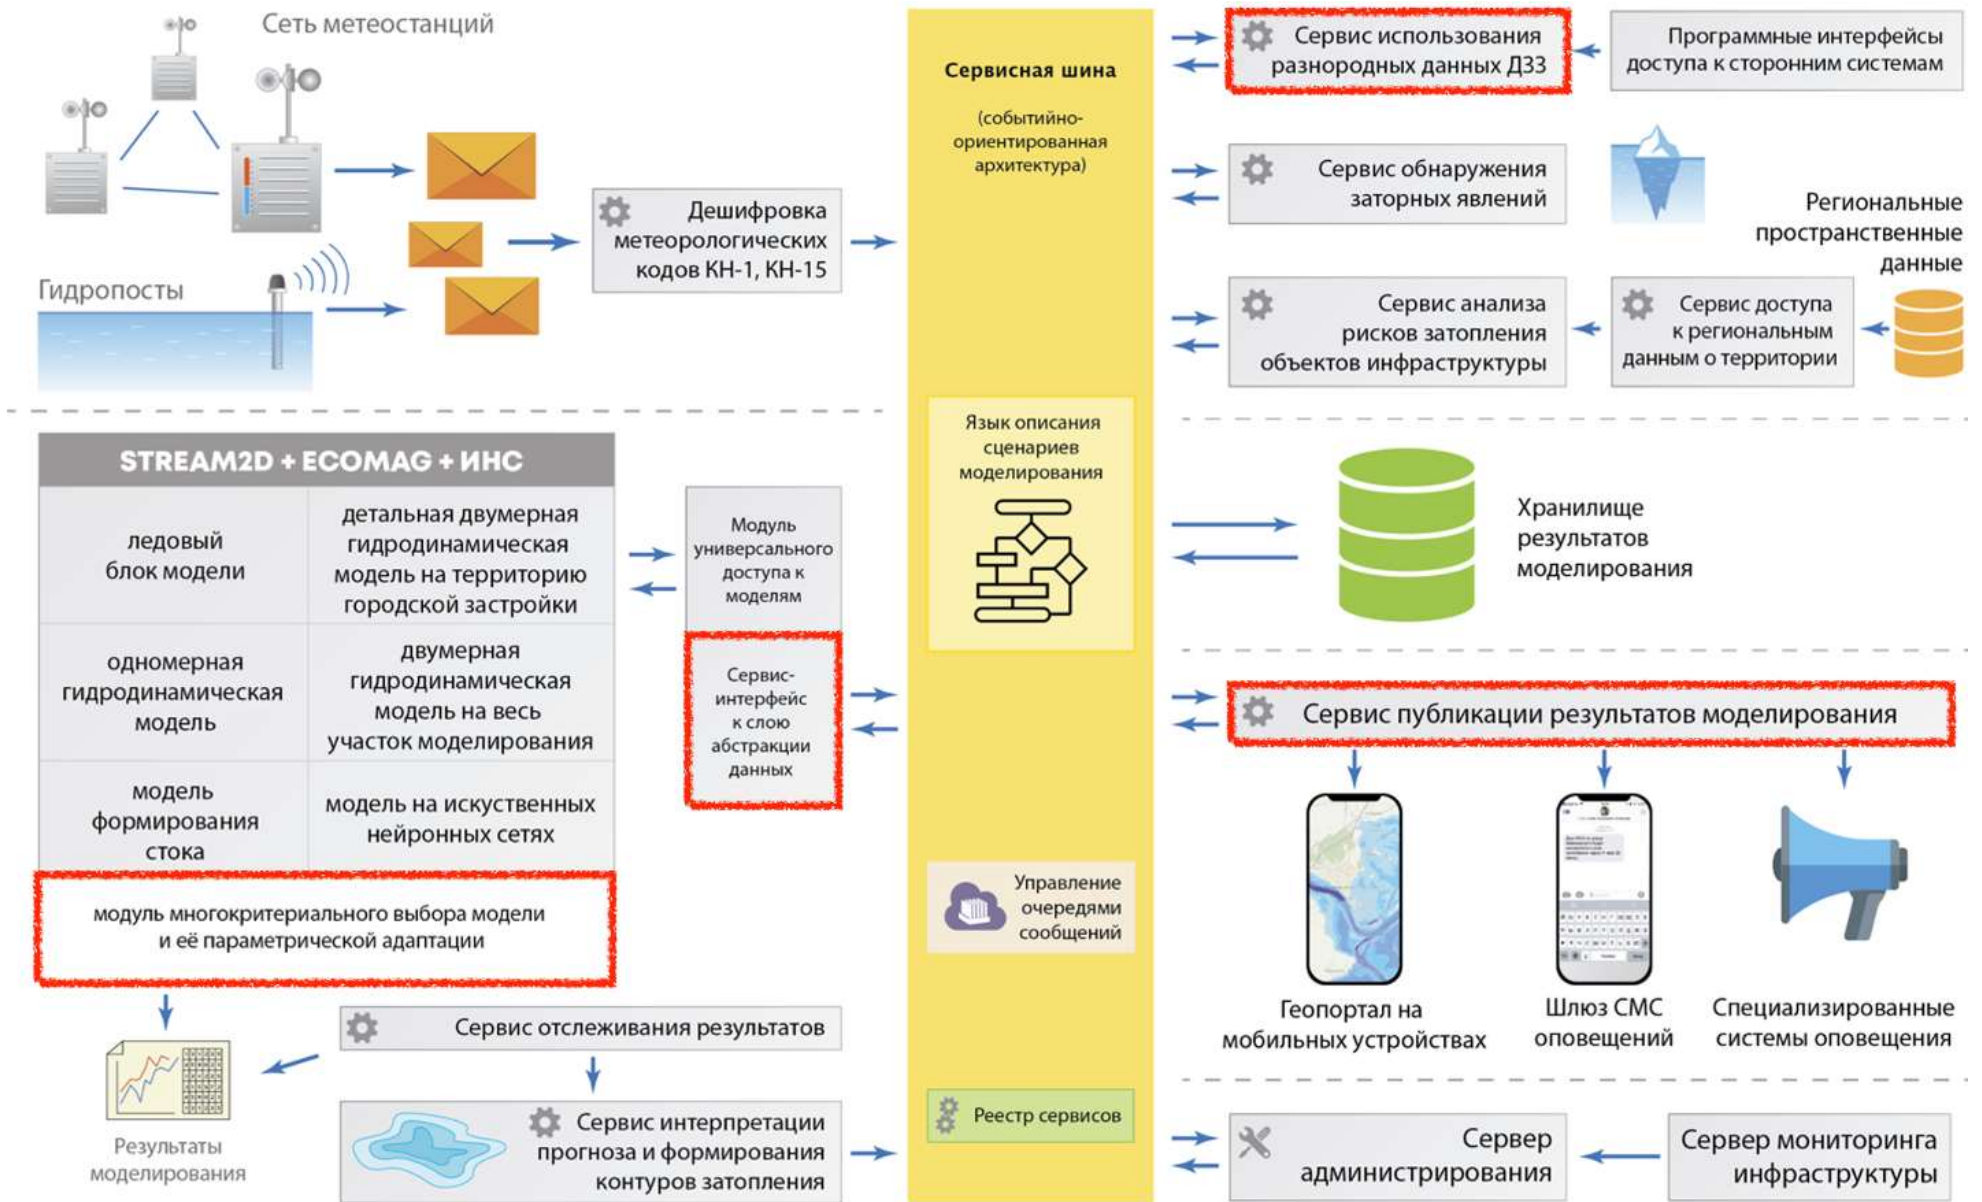 Сеть метеостанций
Гидропосты
Дешифровка
метеорологических
кодов КН-1, КН-15
Сервисная шина
(событийно-
ориентированная
архитектура)
Сервис использования
разнородных данных ДЗЗ
Программные интерфейсы
доступа к сторонним системам
Сервис обнаружения
заторных явлений
Региональные
пространственные
данные
Сервис анализа
рисков затопления
объектов инфраструктуры
Сервис доступа
к региональным
данным о территории
STREAM2D + ECOMAG + ИНС
ледовый
блок модели
детальная двумерная
гидродинамическая
модель на территорию
городской застройки
одномерная
гидродинамическая
модель
двумерная
гидродинамическая
модель на весь
участок моделирования
модель
формирования
стока
модель на искуственных
нейронных сетях
модуль многокритериального выбора модели
и её параметрической адаптации
Модуль
универсального
доступа к
моделям
Сервис-
интерфейс
к слою
абстракции
данных
Язык описания
сценариев
моделирования
Хранилище
результатов
моделирования
Сервис публикации результатов моделирования
Управление
очередями
сообщений
Геопортал на
мобильных устройствах
Шлюз СМС
оповещений
Специализированные
системы оповещения
Сервис отслеживания результатов
Результаты
моделирования
Сервис интерпретации
прогноза и формирования
контуров затопления
Реестр сервисов
Сервер
администрирования
Сервер мониторинга
инфраструктуры